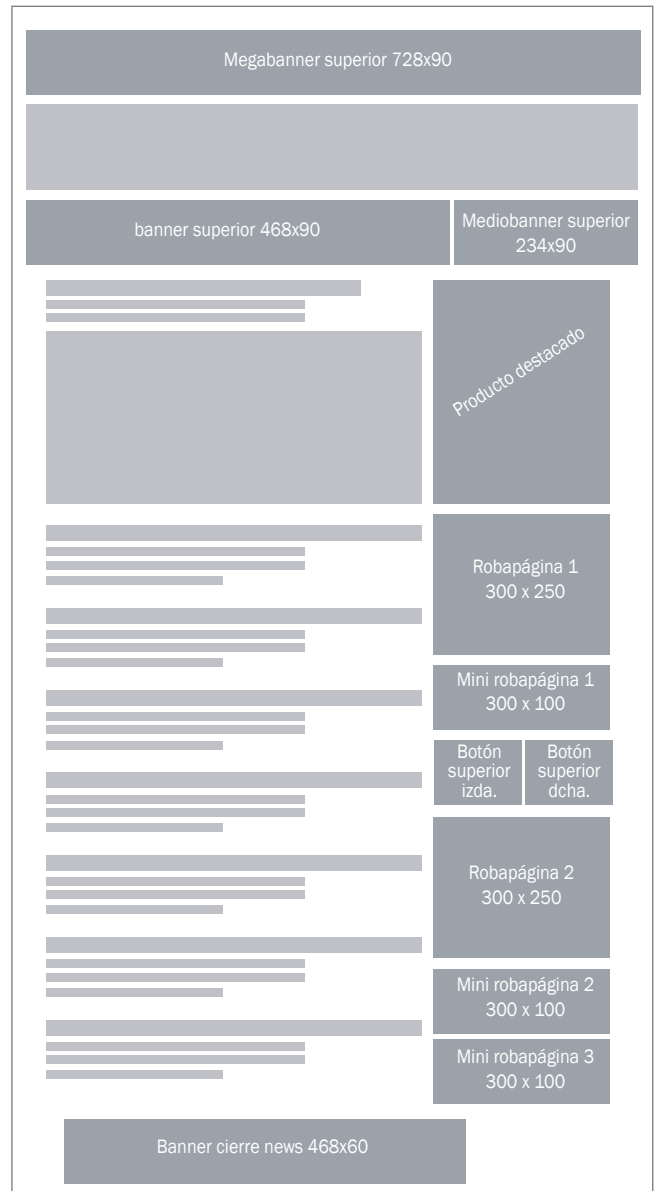 Megabanner superior 728x90
banner superior 468x90
Mediobanner superior
234x90
Producto destacado
Robapágina 1
300 x 250
Mini robapágina 1
300 x 100
Botón
superior
izda.
Botón
superior
dcha.
Robapágina 2
300 x 250
Mini robapágina 2
300 x 100
Mini robapágina 3
300 x 100
Banner cierre news 468x60